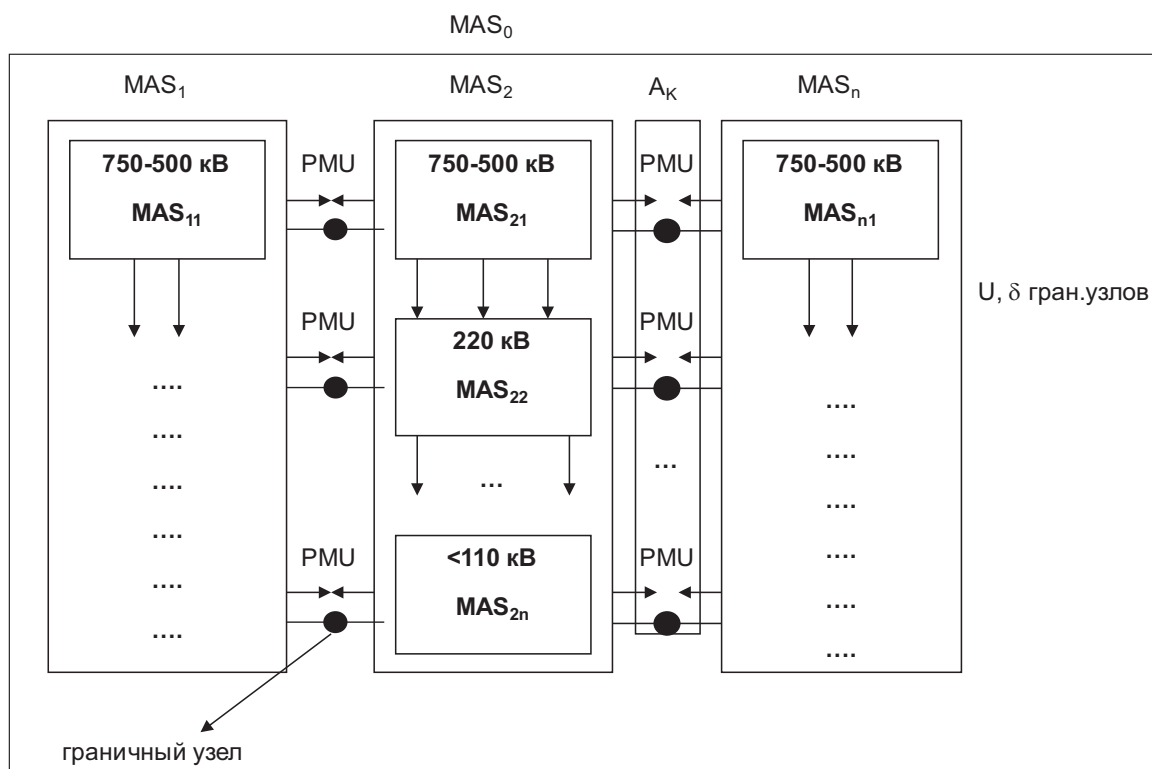 MAS₀
MAS₁ MAS₂ Aᴋ MASₙ
750-500 кВ PMU 750-500 кВ PMU 750-500 кВ
MAS₁₁ MAS₂₁ MASₙ₁
U, δ гран.узлов
PMU 220 кВ PMU
MAS₂₂
.... ....
....
.... ... ... ....
....
.... ....
PMU <110 кВ PMU
.... MAS₂ₙ ....
.... ....
граничный узел